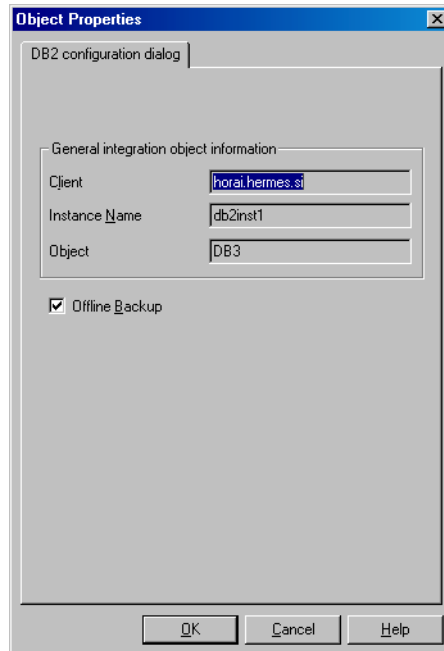 Object Properties
DB2 configuration dialog
General integration object information
Client horai.hermes.si
Instance Name db2inst1
Object DB3
Offline Backup
OK Cancel Help